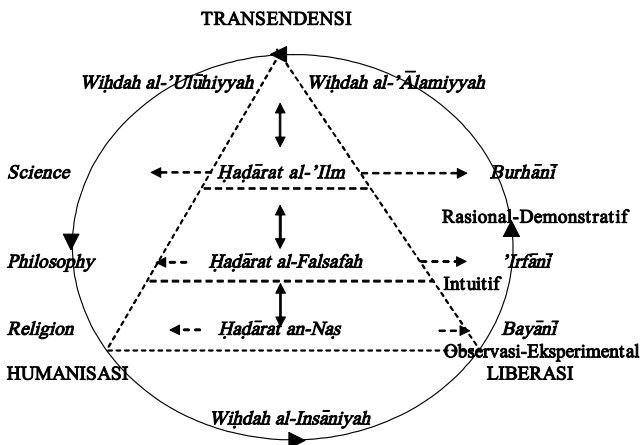 TRANSENDENSI
Wiḥdah al-’Ulūhiyyah Wiḥdah al-’Ālamiyyah
Science Ḥaḍārat al-’Ilm Burhānī
Rasional-Demonstratif
Philosophy Ḥaḍārat al-Falsafah ’Irfānī
Intuitif
Religion Ḥaḍārat an-Naṣ Bayānī
Observasi-Eksperimental
HUMANISASI LIBERASI
Wiḥdah al-Insāniyah